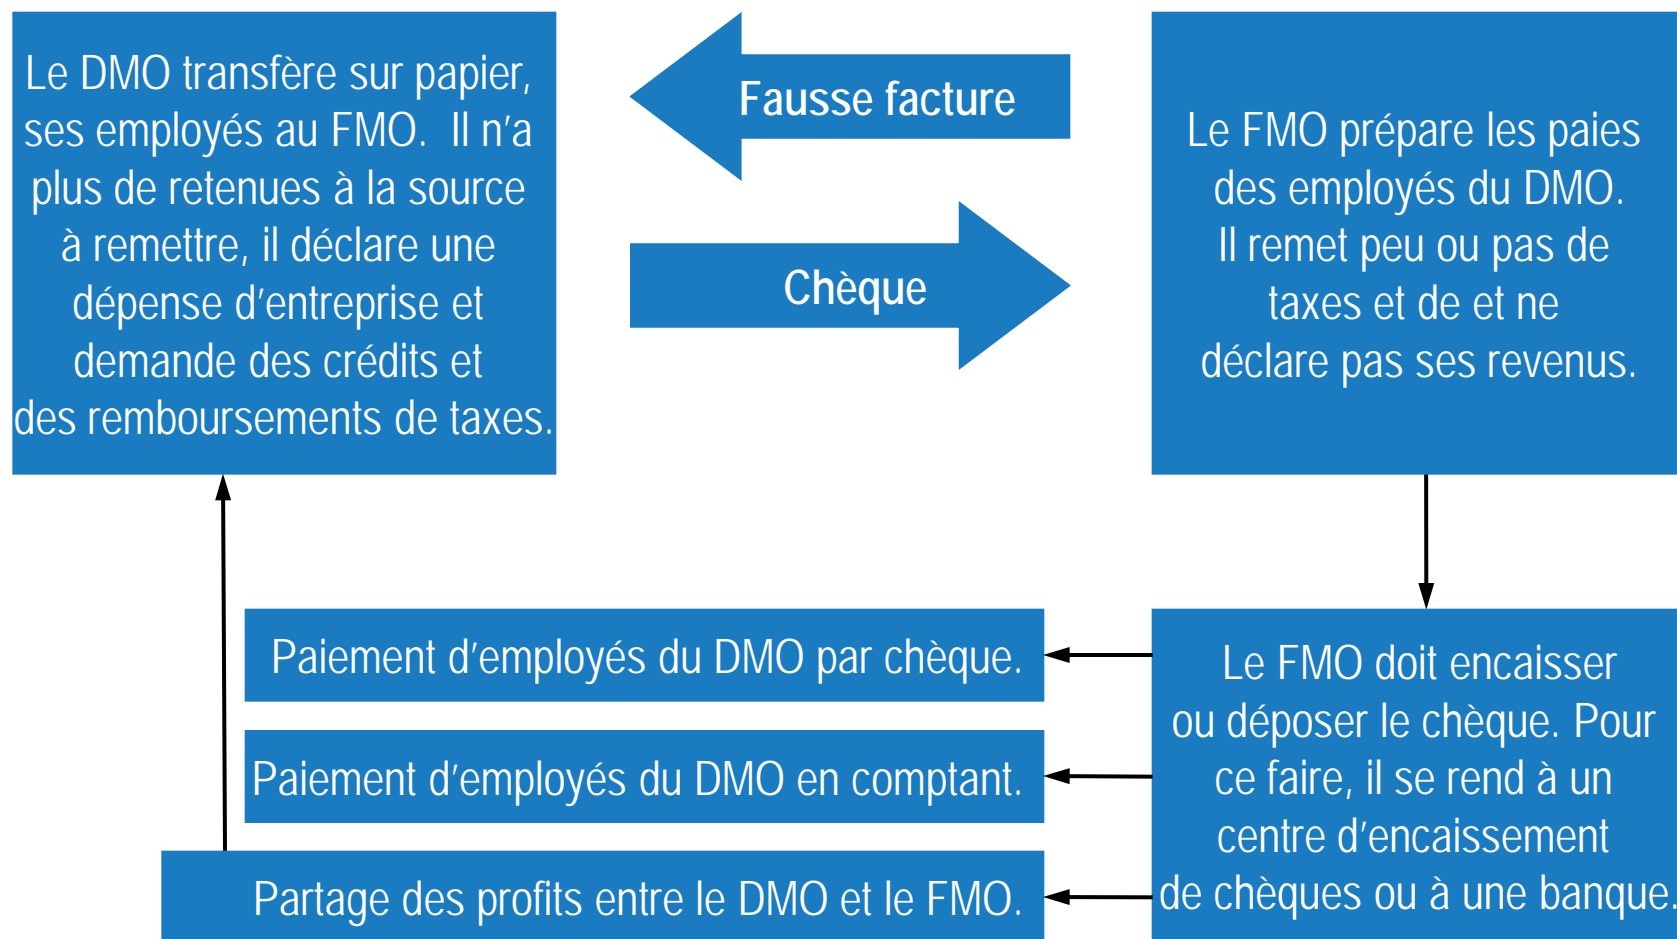 Le DMO transfère sur papier,
ses employés au FMO.  Il n'a
plus de retenues à la source
à remettre, il déclare une
dépense d'entreprise et
demande des crédits et
des remboursements de taxes.
Fausse facture
Chèque
Le FMO prépare les paies
des employés du DMO.
Il remet peu ou pas de
taxes et de et ne
déclare pas ses revenus.
Paiement d'employés du DMO par chèque.
Paiement d'employés du DMO en comptant.
Partage des profits entre le DMO et le FMO.
Le FMO doit encaisser
ou déposer le chèque. Pour
ce faire, il se rend à un
centre d'encaissement
de chèques ou à une banque.